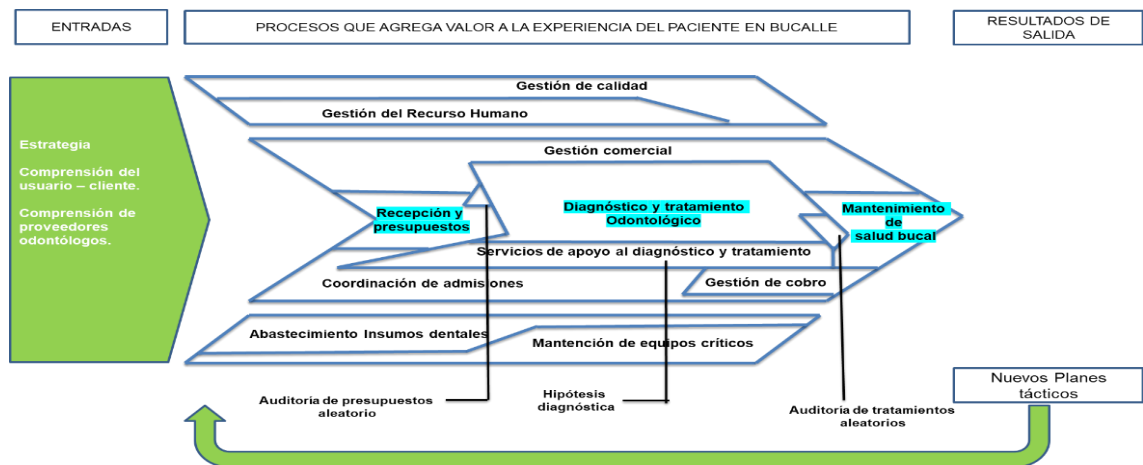 ENTRADAS
PROCESOS QUE AGREGA VALOR A LA EXPERIENCIA DEL PACIENTE EN BUCALLE
RESULTADOS DE
SALIDA
Gestión de calidad
Gestión del Recurso Humano
Estrategia
Comprensión del
usuario – cliente.
Comprensión de
proveedores
odontólogos.
Gestión comercial
Recepción y
presupuestos
Diagnóstico y tratamiento
Odontológico
Mantenimiento
de
salud bucal
Servicios de apoyo al diagnóstico y tratamiento
Coordinación de admisiones
Gestión de cobro
Abastecimiento Insumos dentales
Mantención de equipos críticos
Auditoria de presupuestos
aleatorio
Hipótesis
diagnóstica
Auditoría de tratamientos
aleatorios
Nuevos Planes
tácticos